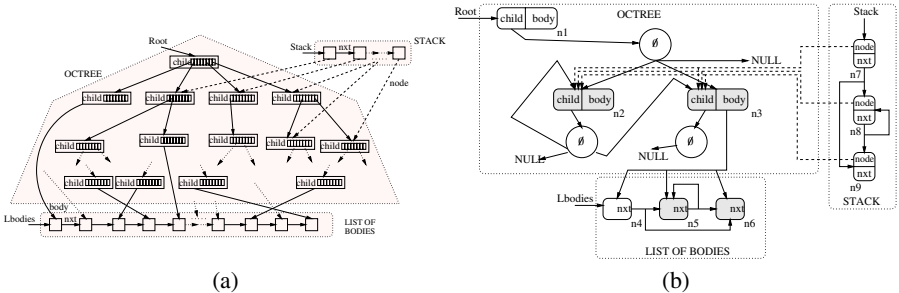 Root
OCTREE
child
Stack
nxt
STACK
node
child
child
child
child
child
child
child
child
child
child
child
child
body
Lbodies
nxt
LIST OF
BODIES
(a)
Root
child
body
n1
OCTREE
ø
NULL
child
body
n2
child
body
n3
ø
ø
NULL
NULL
Lbodies
nxt
n4
nxt
n5
nxt
n6
LIST OF BODIES
Stack
node
nxt
n7
node
nxt
n8
node
nxt
n9
STACK
(b)